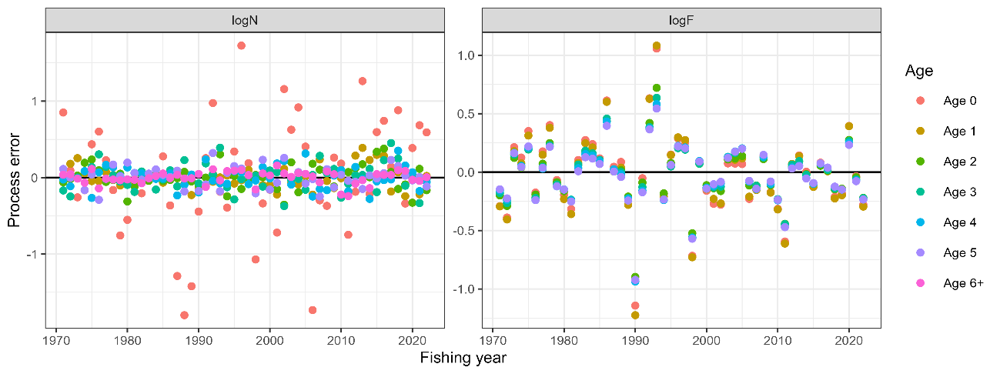 logN
logF
Process error
1
0
-1
1.0
0.5
0.0
-0.5
-1.0
1970 1980 1990 2000 2010 2020
1970 1980 1990 2000 2010 2020
Fishing year
Age
Age 0
Age 1
Age 2
Age 3
Age 4
Age 5
Age 6+